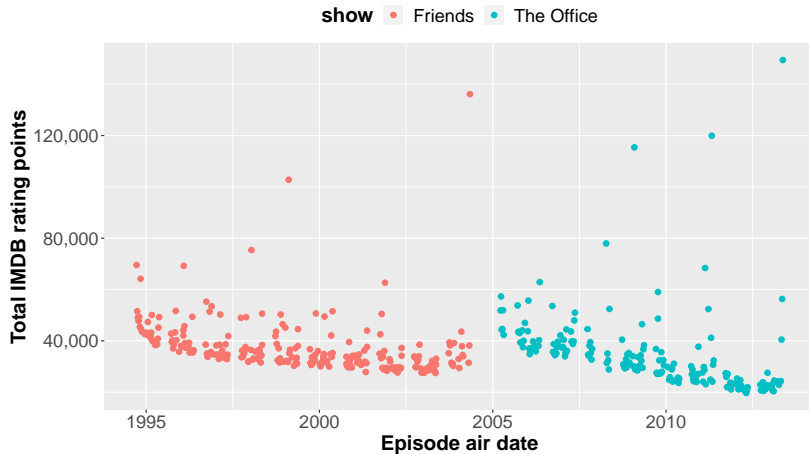 show Friends The Office
Total IMDB rating points
120,000
80,000
40,000
1995 2000 2005 2010
Episode air date